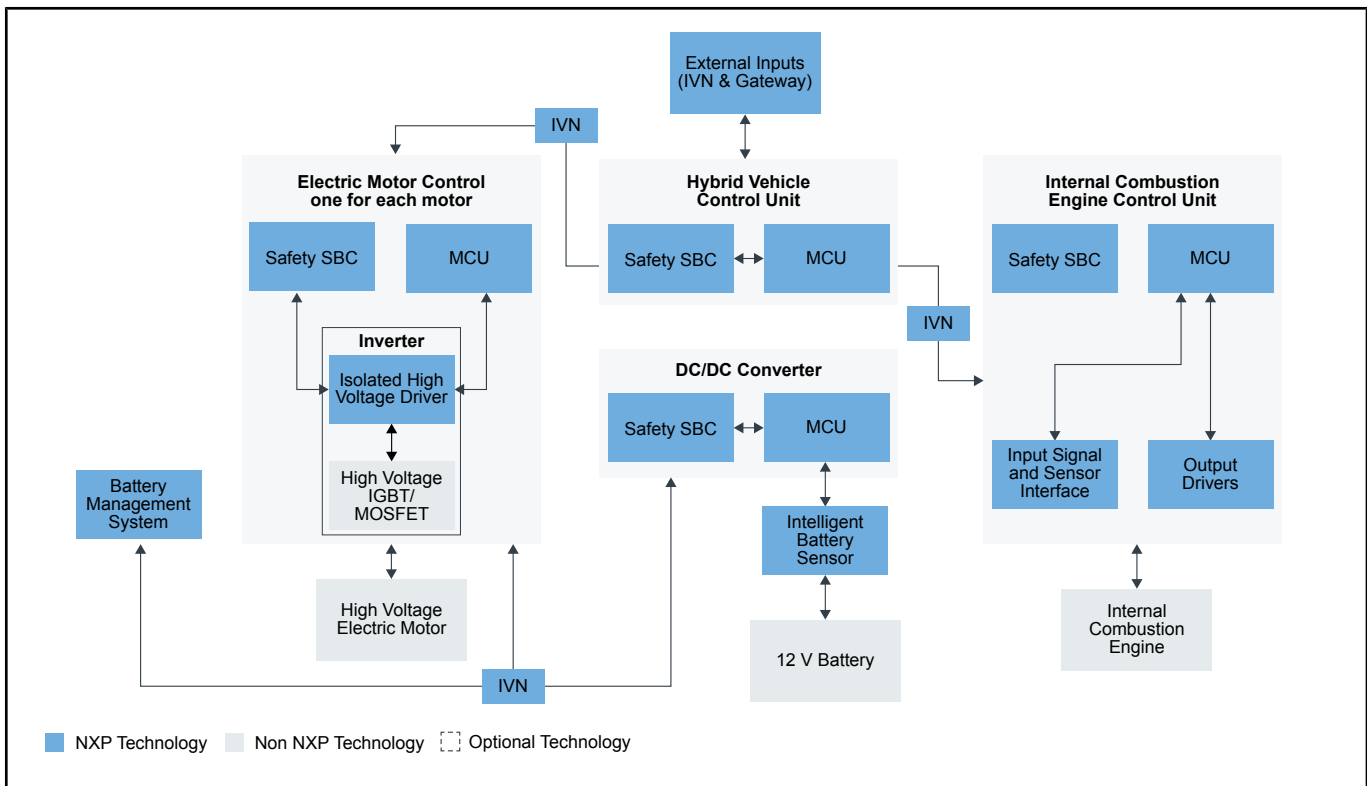 External Inputs
(IVN & Gateway)
IVN
Electric Motor Control
one for each motor
Safety SBC
MCU
Inverter
Isolated High
Voltage Driver
High Voltage
IGBT/
MOSFET
High Voltage
Electric Motor
Battery
Management
System
IVN
Hybrid Vehicle
Control Unit
Safety SBC
MCU
IVN
DC/DC Converter
Safety SBC
MCU
Intelligent
Battery
Sensor
12 V Battery
Internal Combustion
Engine Control Unit
Safety SBC
MCU
Input Signal
and Sensor
Interface
Output
Drivers
Internal
Combustion
Engine
NXP Technology
Non NXP Technology
Optional Technology